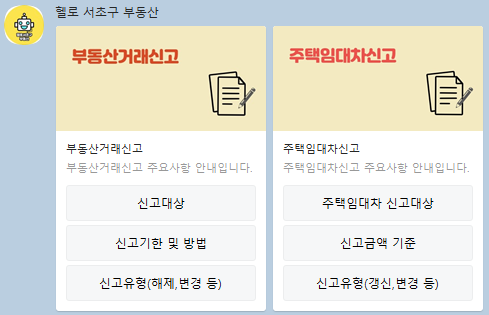 헬로 서초구 부동산
부동산거래신고
부동산거래신고
부동산거래신고 주요사항 안내입니다.
신고대상
신고기한 및 방법
신고유형(해제,변경 등)
주택임대차신고
주택임대차신고
주택임대차신고 주요사항 안내입니다.
주택임대차 신고대상
신고금액 기준
신고유형(갱신,변경 등)